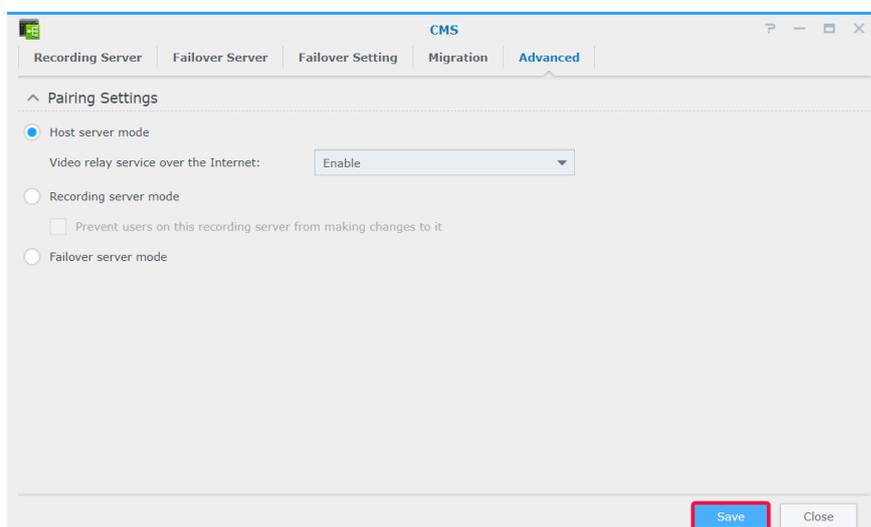 CMS
Recording Server Failover Server Failover Setting Migration Advanced
Pairing Settings
Host server mode
Video relay service over the Internet: Enable
Recording server mode
Prevent users on this recording server from making changes to it
Failover server mode
Save Close